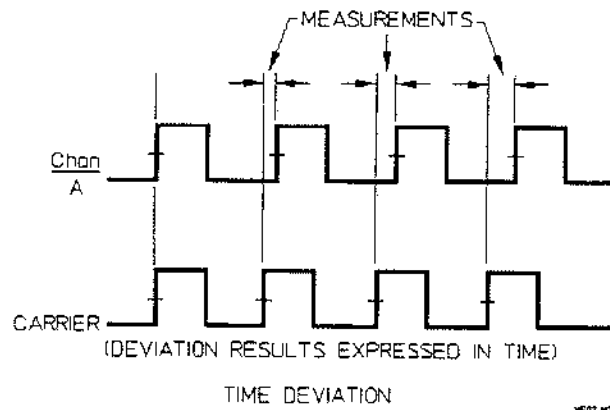 MEASUREMENTS
Chan
A
CARRIER
(DEVIATION RESULTS EXPRESSED IN TIME)
TIME DEVIATION